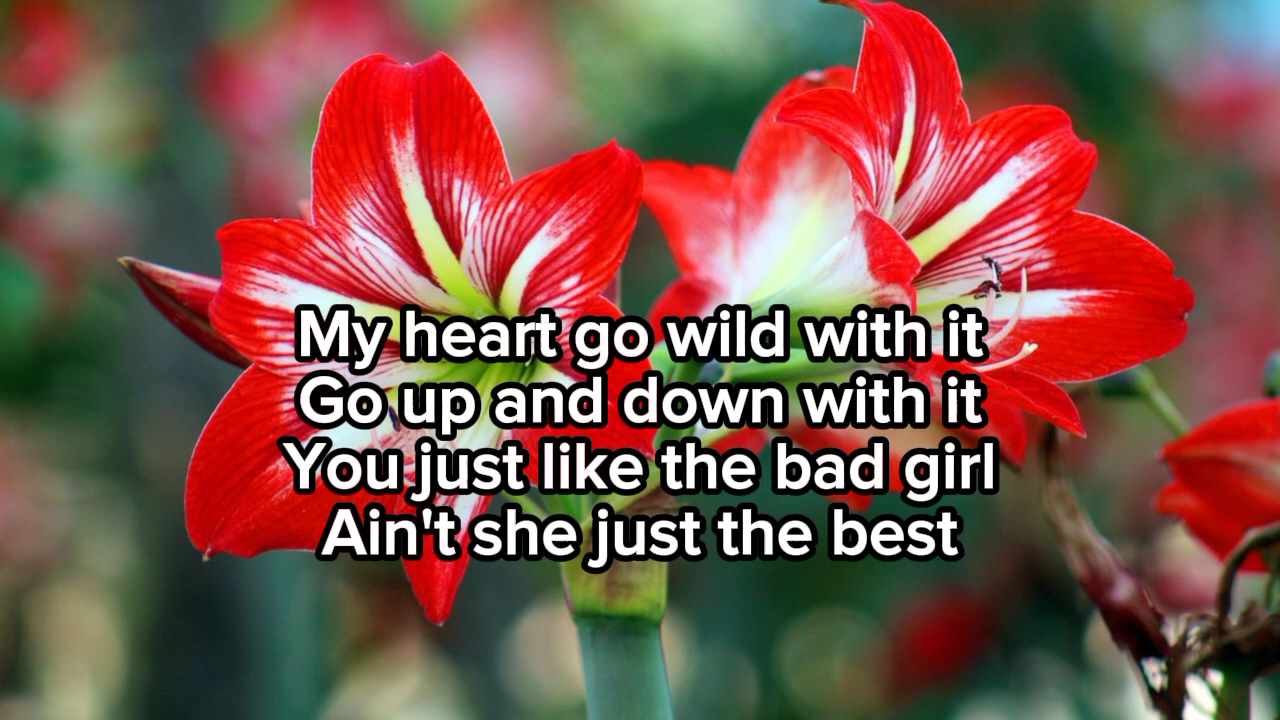 My heart go wild with it
Go up and down with it
You just like the bad girl
Ain't she just the best